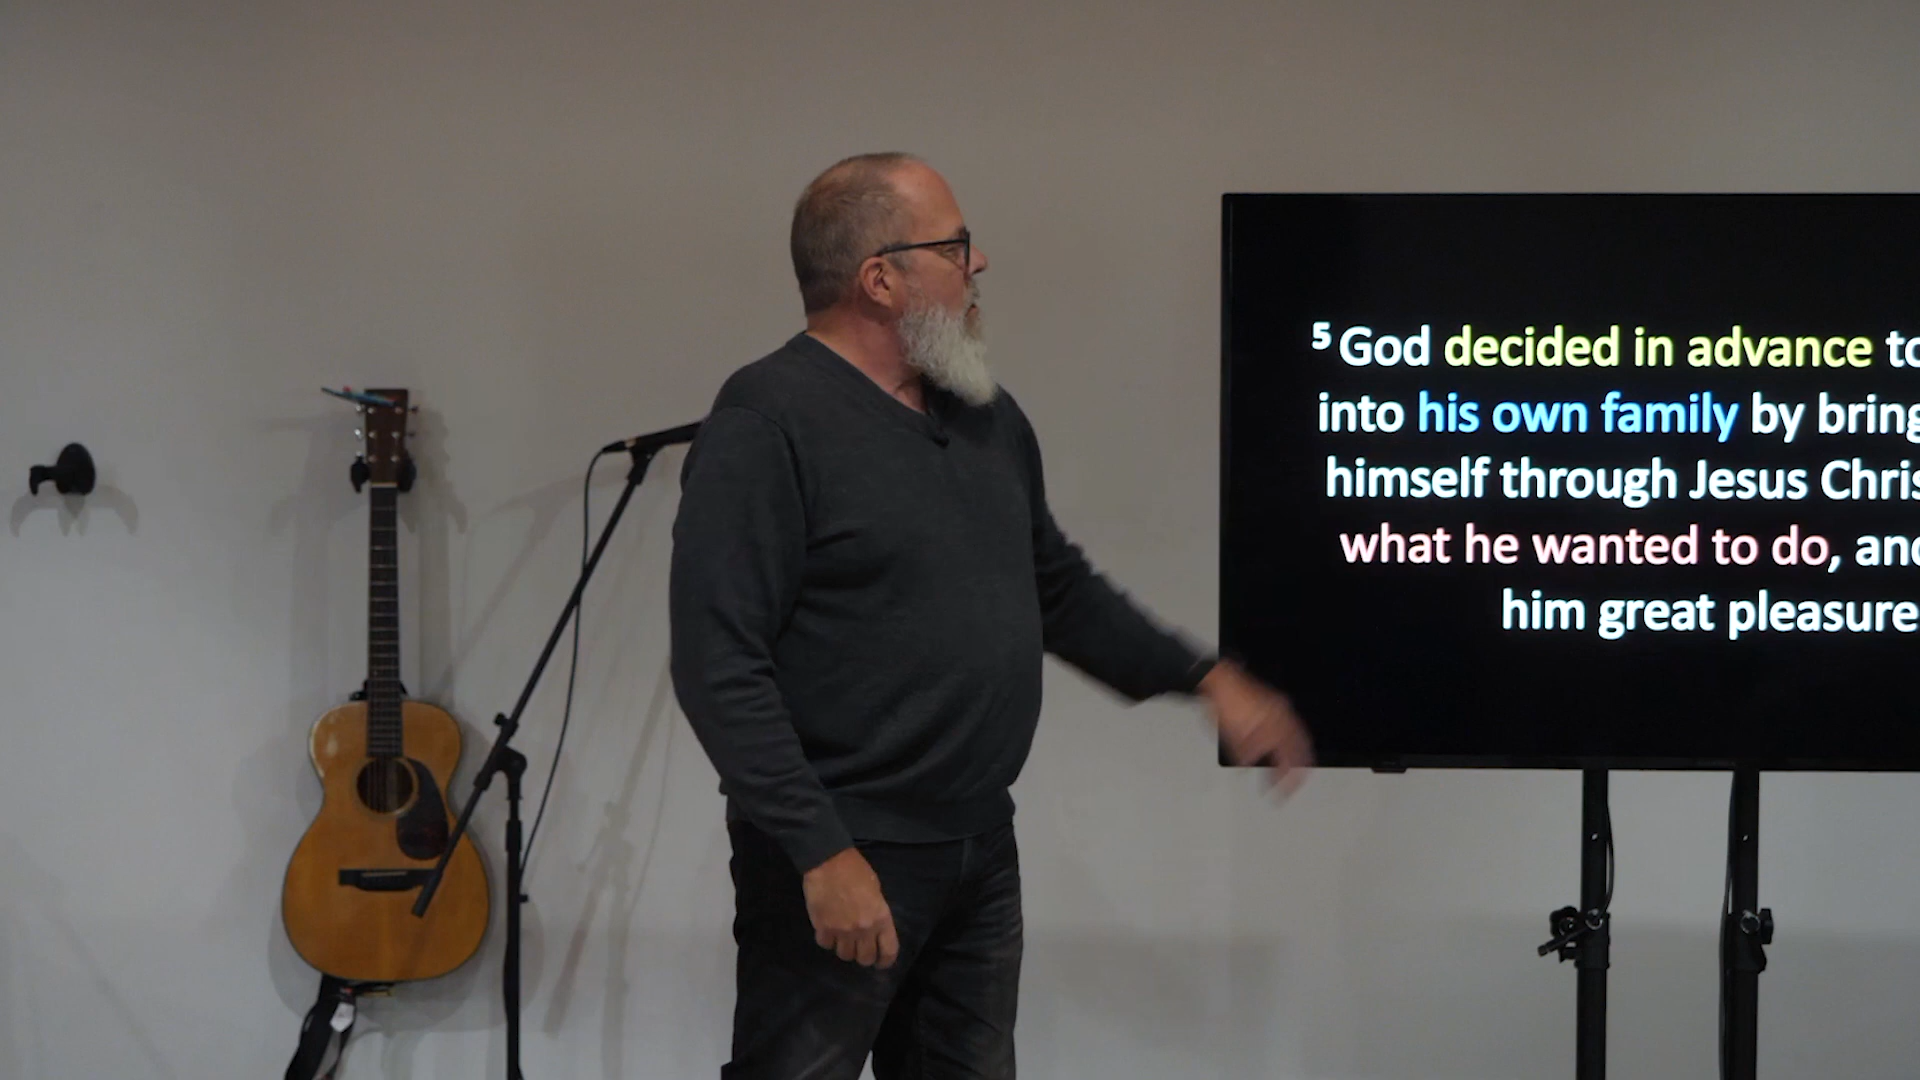 ⁵ God decided in advance to
into his own family by bring
himself through Jesus Chris
what he wanted to do, and
him great pleasure